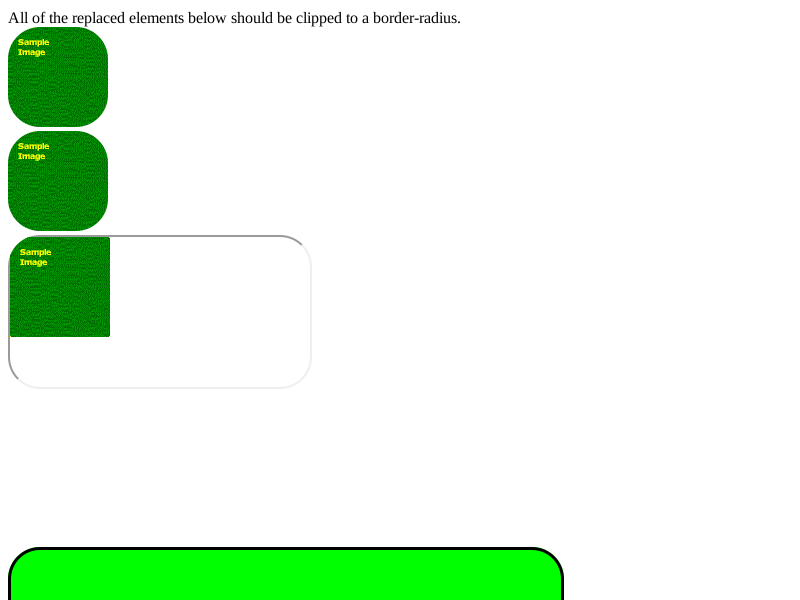 All of the replaced elements below should be clipped to a border-radius.
Sample
Image
Sample
Image
Sample
Image